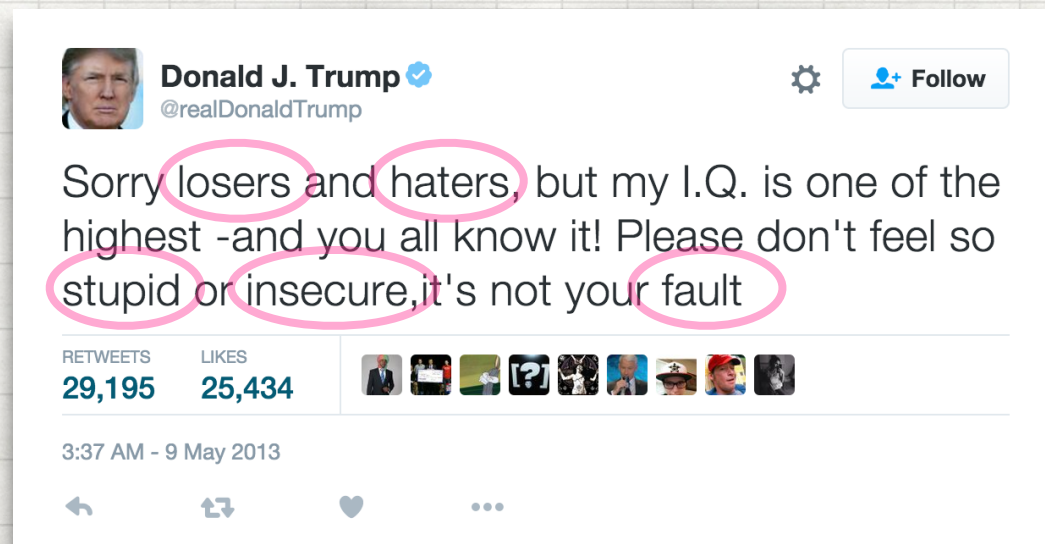 Donald J. Trump
@realDonaldTrump
Follow
Sorry losers and haters, but my I.Q. is one of the
highest -and you all know it! Please don't feel so
stupid or insecure,it's not your fault
RETWEETS LIKES
29,195 25,434
[?]
3:37 AM - 9 May 2013